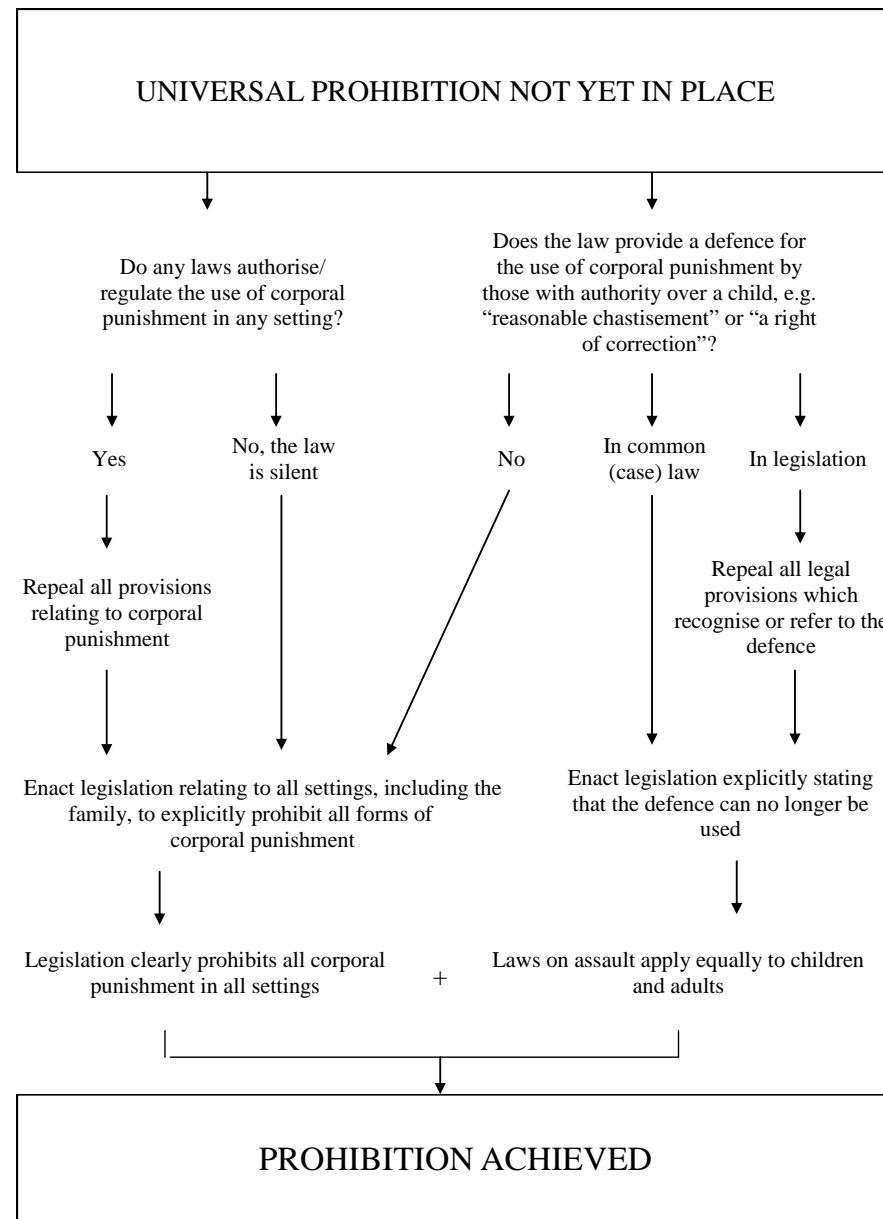 UNIVERSAL PROHIBITION NOT YET IN PLACE
Do any laws authorise/
regulate the use of corporal
punishment in any setting?
Does the law provide a defence for
the use of corporal punishment by
those with authority over a child, e.g.
“reasonable chastisement” or “a right
of correction”?
Yes
No, the law
is silent
No
In common
(case) law
In legislation
Repeal all provisions
relating to corporal
punishment
Repeal all legal
provisions which
recognise or refer to the
defence
Enact legislation relating to all settings, including the
family, to explicitly prohibit all forms of
corporal punishment
Enact legislation explicitly stating
that the defence can no longer be
used
Legislation clearly prohibits all corporal
punishment in all settings
+
Laws on assault apply equally to children
and adults
PROHIBITION ACHIEVED